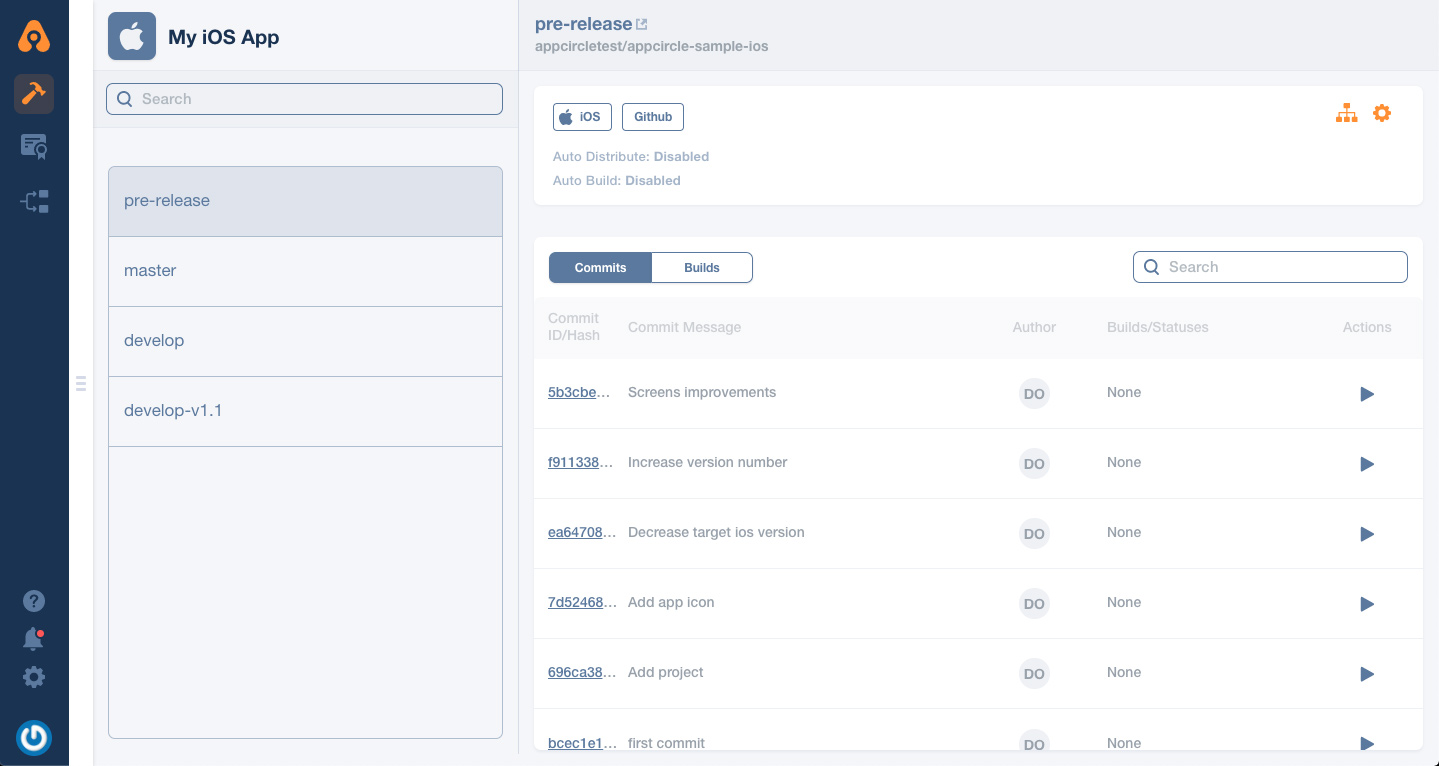 My iOS App
Search
pre-release
master
develop
develop-v1.1
pre-release
appcircletest/appcircle-sample-ios
iOS
Github
Auto Distribute: Disabled
Auto Build: Disabled
Commits
Builds
Search
Commit
ID/Hash
Commit Message
Author
Builds/Statuses
Actions
5b3cbe...
Screens improvements
DO
None
f911338...
Increase version number
DO
None
ea64708...
Decrease target ios version
DO
None
7d52468...
Add app icon
DO
None
696ca38...
Add project
DO
None
bcec1e1...
first commit
DO
None
?